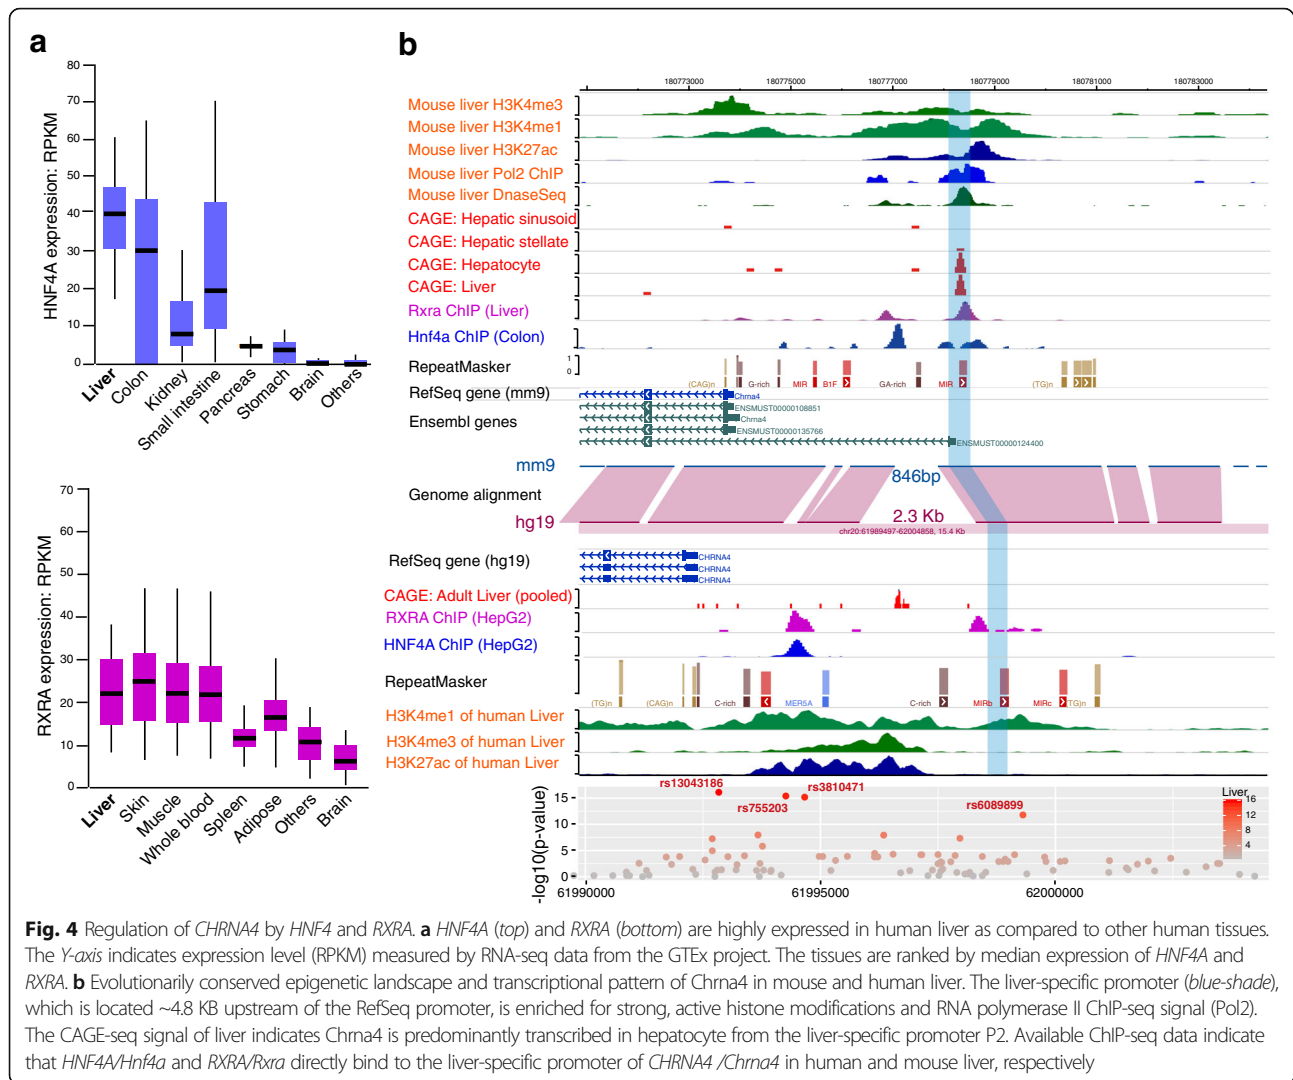 a
80
70
60
50
40
30
20
10
0
HNF4A expression: RPKM
Liver
Colon
Kidney
Small intestine
Pancreas
Stomach
Brain
Others
70
60
50
40
30
20
10
0
RXRA expression: RPKM
Liver
Skin
Muscle
Whole blood
Spleen
Adipose
Others
Brain
b
180773000 180775000 180777000 180779000 180781000 180783000
Mouse liver H3K4me3
Mouse liver H3K4me1
Mouse liver H3K27ac
Mouse liver Pol2 ChIP
Mouse liver DnaseSeq
CAGE: Hepatic sinusoid
CAGE: Hepatic stellate
CAGE: Hepatocyte
CAGE: Liver
Rxra ChIP (Liver)
Hnf4a ChIP (Colon)
RepeatMasker
1
0
(CAG)n G-rich MIR B1F GA-rich MIR (TG)n
RefSeq gene (mm9)
Chrna4
Ensembl genes
ENSMUST00000108851
Chrna4
ENSMUST00000135766
ENSMUST00000124400
mm9
846bp
Genome alignment
2.3 Kb
hg19
chr20:61989497-62004858, 15.4 Kb
RefSeq gene (hg19)
CHRNA4
CHRNA4
CHRNA4
CAGE: Adult Liver (pooled)
RXRA ChIP (HepG2)
HNF4A ChIP (HepG2)
RepeatMasker
(TG)n (CAG)n C-rich MER5A C-rich MIRb MIRc TG)n
H3K4me1 of human Liver
H3K4me3 of human Liver
H3K27ac of human Liver
rs13043186
rs755203
rs3810471
rs6089899
Liver
16
12
8
4
-log10(p-value)
15
10
5
0
61990000 61995000 62000000
Fig. 4 Regulation of CHRNA4 by HNF4 and RXRA. a HNF4A (top) and RXRA (bottom) are highly expressed in human liver as compared to other human tissues.
The Y-axis indicates expression level (RPKM) measured by RNA-seq data from the GTEx project. The tissues are ranked by median expression of HNF4A and
RXRA. b Evolutionarily conserved epigenetic landscape and transcriptional pattern of Chrna4 in mouse and human liver. The liver-specific promoter (blue-shade),
which is located ~4.8 KB upstream of the RefSeq promoter, is enriched for strong, active histone modifications and RNA polymerase II ChIP-seq signal (Pol2).
The CAGE-seq signal of liver indicates Chrna4 is predominantly transcribed in hepatocyte from the liver-specific promoter P2. Available ChIP-seq data indicate
that HNF4A/Hnf4a and RXRA/Rxra directly bind to the liver-specific promoter of CHRNA4 /Chrna4 in human and mouse liver, respectively